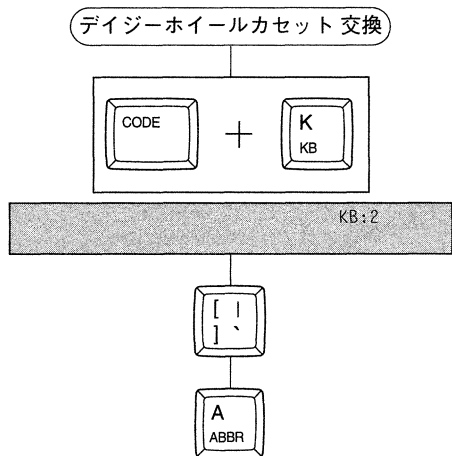 デイジーホイールカセット 交換
CODE + K
KB
KB:2
[ |
] `
A
ABBR